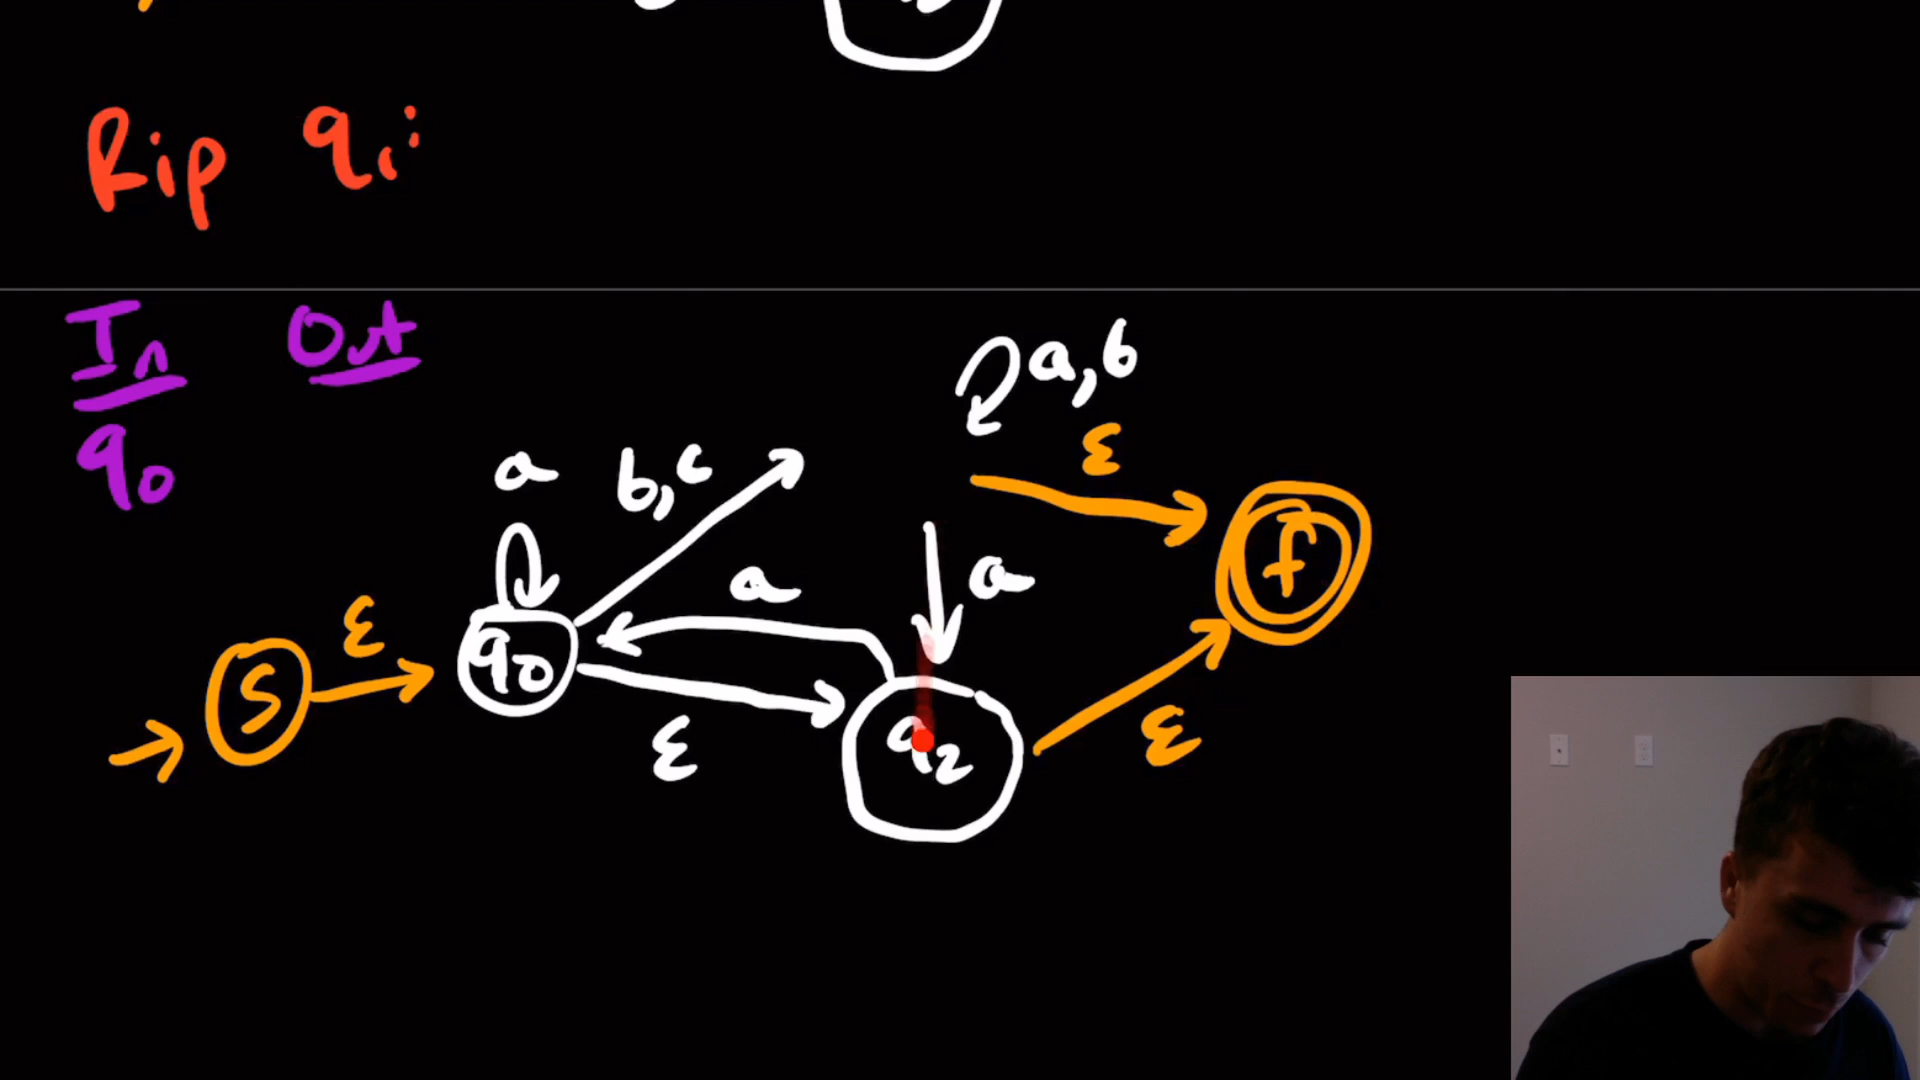 Rip q₁:
In Out
q₀
a,b
ε
a
b,c
a
a
ε
S
q₀
f
ε
q₂
ε